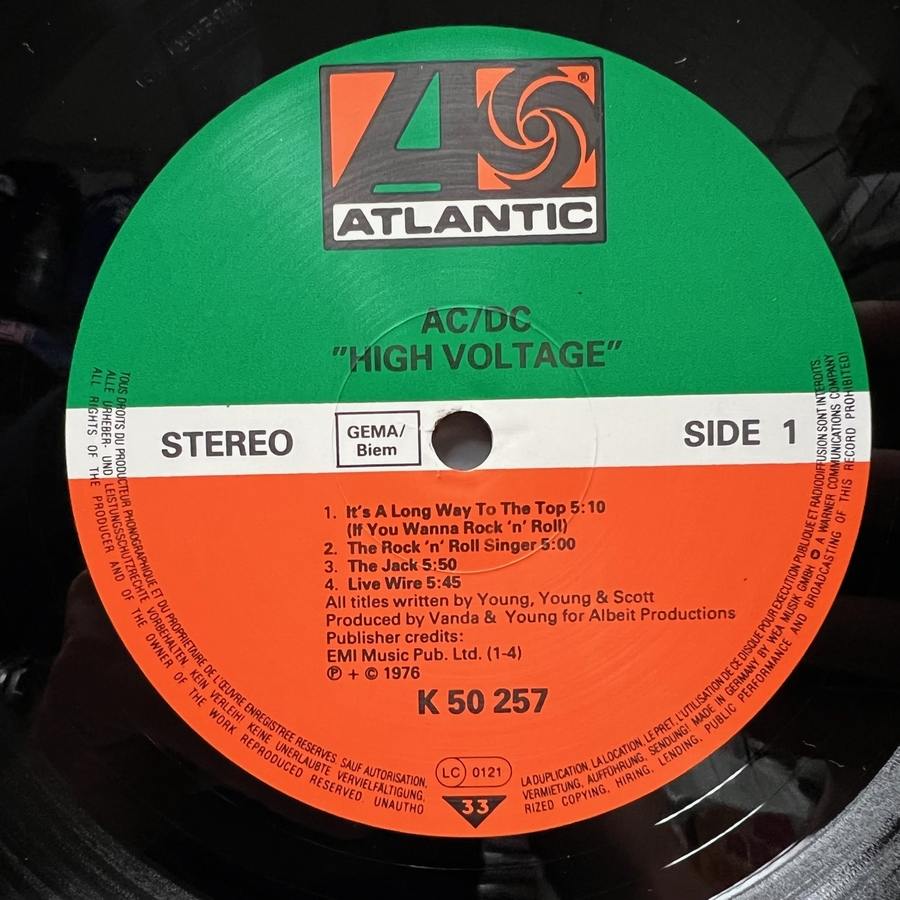 ATLANTIC
®
AC/DC
"HIGH VOLTAGE"
STEREO
GEMA/
Biem
SIDE 1
1. It's A Long Way To The Top 5:10
(If You Wanna Rock 'n' Roll)
2. The Rock 'n' Roll Singer 5:00
3. The Jack 5:50
4. Live Wire 5:45
All titles written by Young, Young & Scott
Produced by Vanda & Young for Albeit Productions
Publisher credits:
EMI Music Pub. Ltd. (1-4)
℗ + © 1976
K 50 257
LC 0121
33
TOUS DROITS DU PRODUCTEUR PHONOGRAPHIQUE ET DU PROPRIETAIRE DE L'ŒUVRE ENREGISTREE RESERVES. SAUF AUTORISATION,
LA DUPLICATION, LA LOCATION, LE PRET, L'UTILISATION DE CE DISQUE POUR EXECUTION PUBLIQUE ET RADIODIFFUSION SONT INTERDITS.
ALLE URHEBER- UND LEISTUNGSSCHUTZRECHTE VORBEHALTEN. KEIN VERLEIH! KEINE UNERLAUBTE VERVIELFÄLTIGUNG,
VERMIETUNG, AUFFÜHRUNG, SENDUNG! MADE IN GERMANY BY WEA MUSIK GMBH A WARNER COMMUNICATIONS COMPANY
ALL RIGHTS OF THE PRODUCER AND OF THE OWNER OF THE WORK REPRODUCED RESERVED UNAUTHO
RIZED COPYING, HIRING, LENDING, PUBLIC PERFORMANCE AND BROADCASTING OF THIS RECORD PROHIBITED!